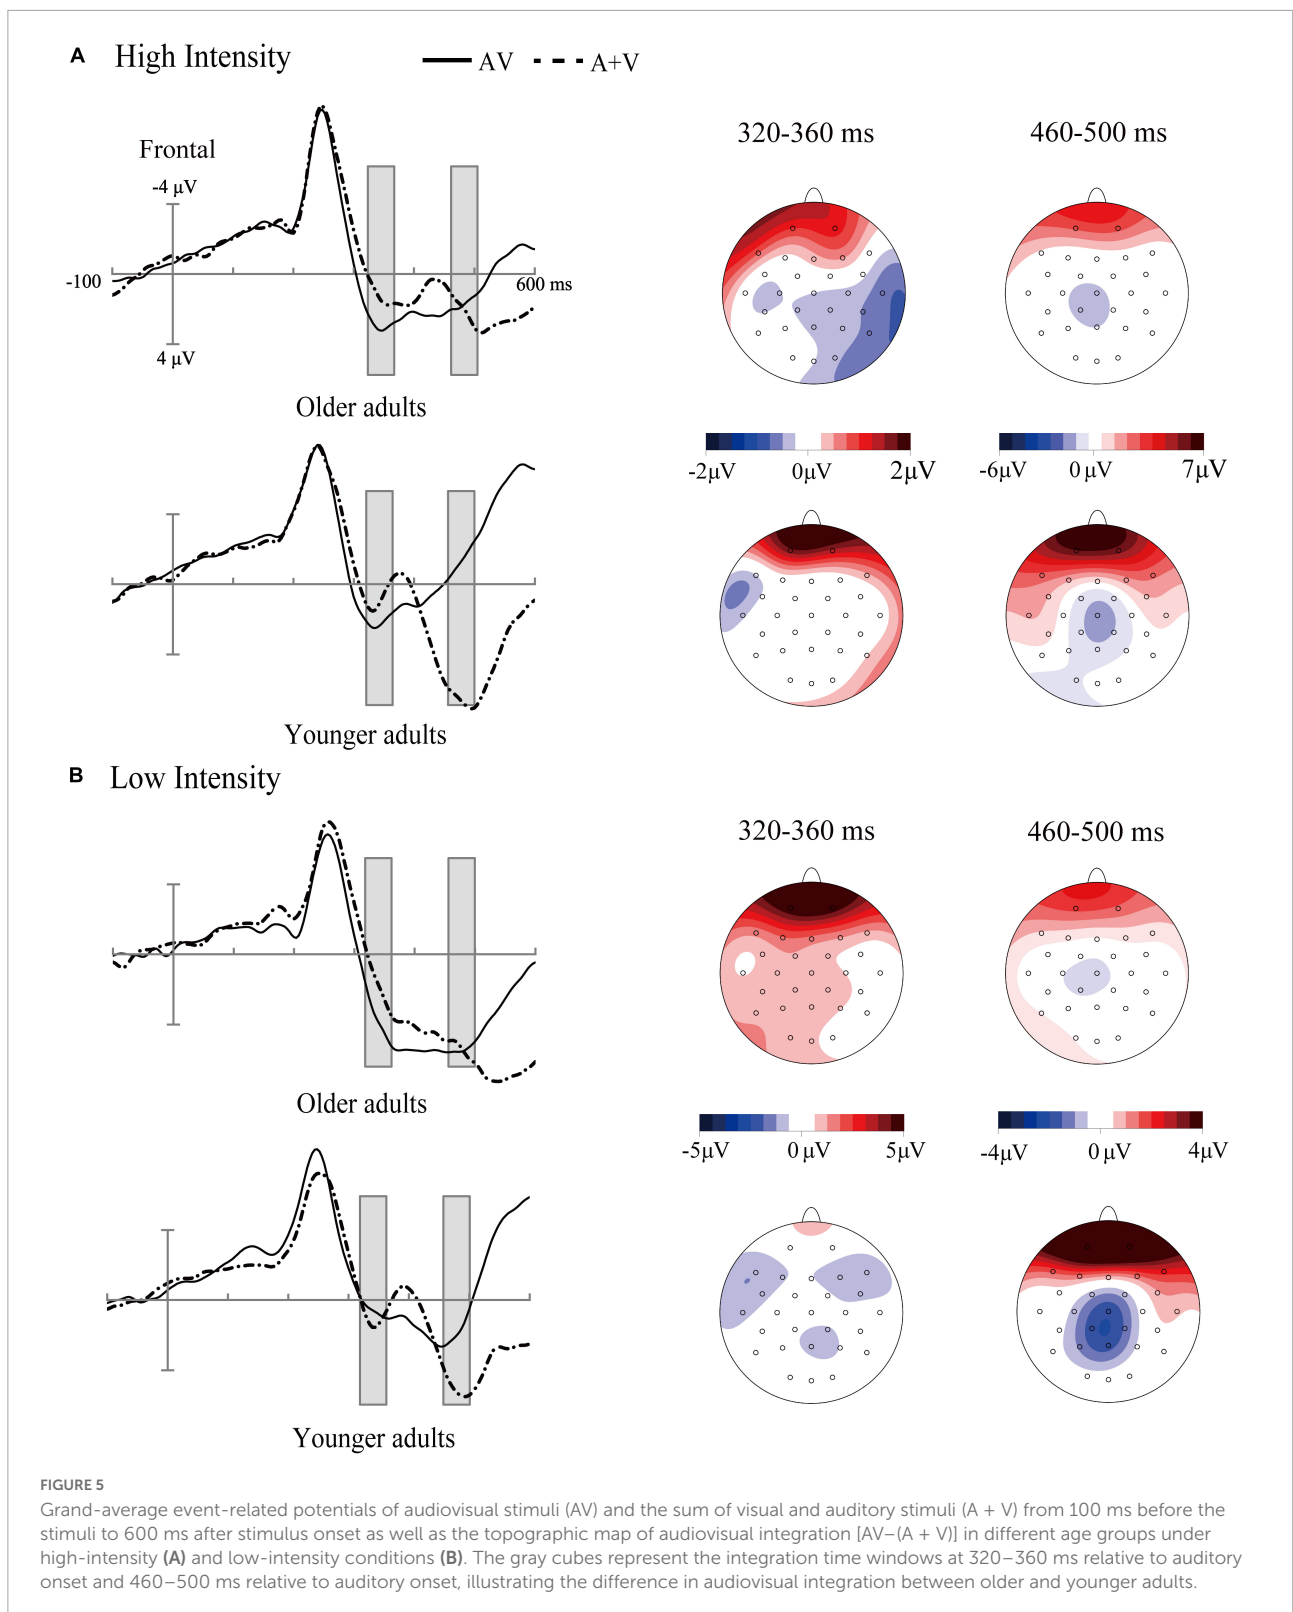 A High Intensity
AV A+V
320-360 ms 460-500 ms
Frontal
-4 μV
-100
600 ms
4 μV
Older adults
-2μV 0μV 2μV -6μV 0 μV 7μV
Younger adults
B Low Intensity
320-360 ms 460-500 ms
Older adults
-5μV 0 μV 5μV -4μV 0 μV 4μV
Younger adults
FIGURE 5
Grand-average event-related potentials of audiovisual stimuli (AV) and the sum of visual and auditory stimuli (A + V) from 100 ms before the
stimuli to 600 ms after stimulus onset as well as the topographic map of audiovisual integration [AV–(A + V)] in different age groups under
high-intensity (A) and low-intensity conditions (B). The gray cubes represent the integration time windows at 320–360 ms relative to auditory
onset and 460–500 ms relative to auditory onset, illustrating the difference in audiovisual integration between older and younger adults.